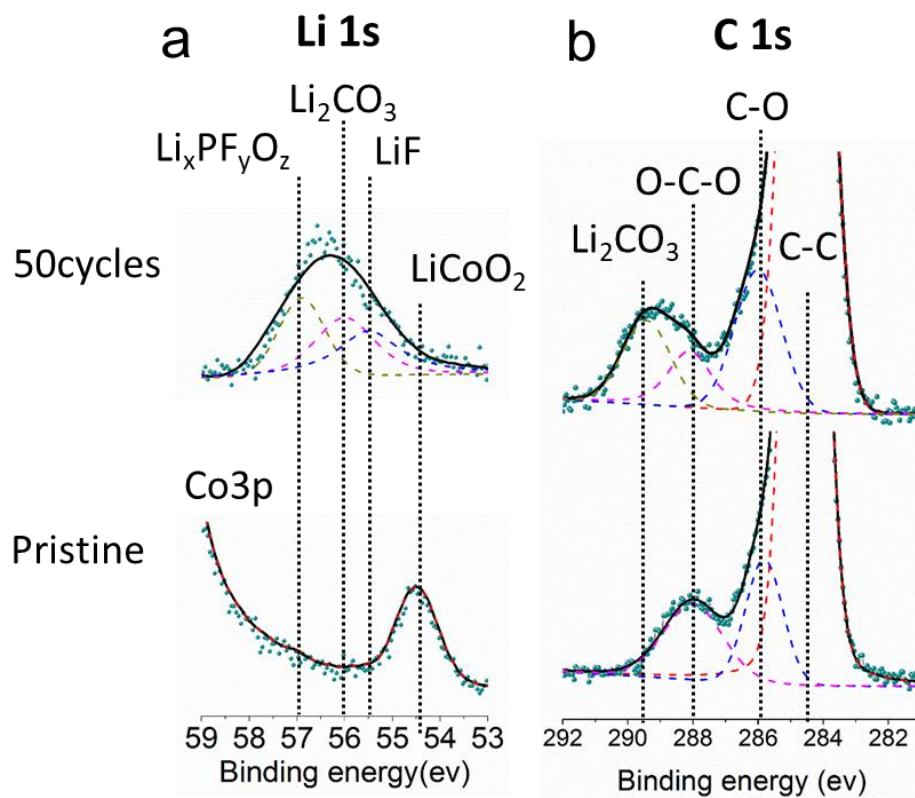 a
Li 1s
b
C 1s
Li₂CO₃
C-O
LiₓPFᵧO_z
LiF
O-C-O
Li₂CO₃
C-C
50cycles
LiCoO₂
Co3p
Pristine
59 58 57 56 55 54 53
Binding energy(ev)
292 290 288 286 284 282
Binding energy (ev)